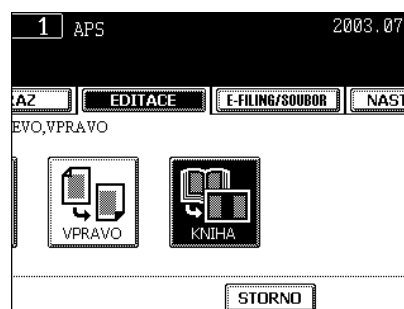 1 APS 2003.07
AZ EDITACE E-FILING/SOUBOR NAST
EVO,VPRAVO
VPRAVO KNIHA
STORNO